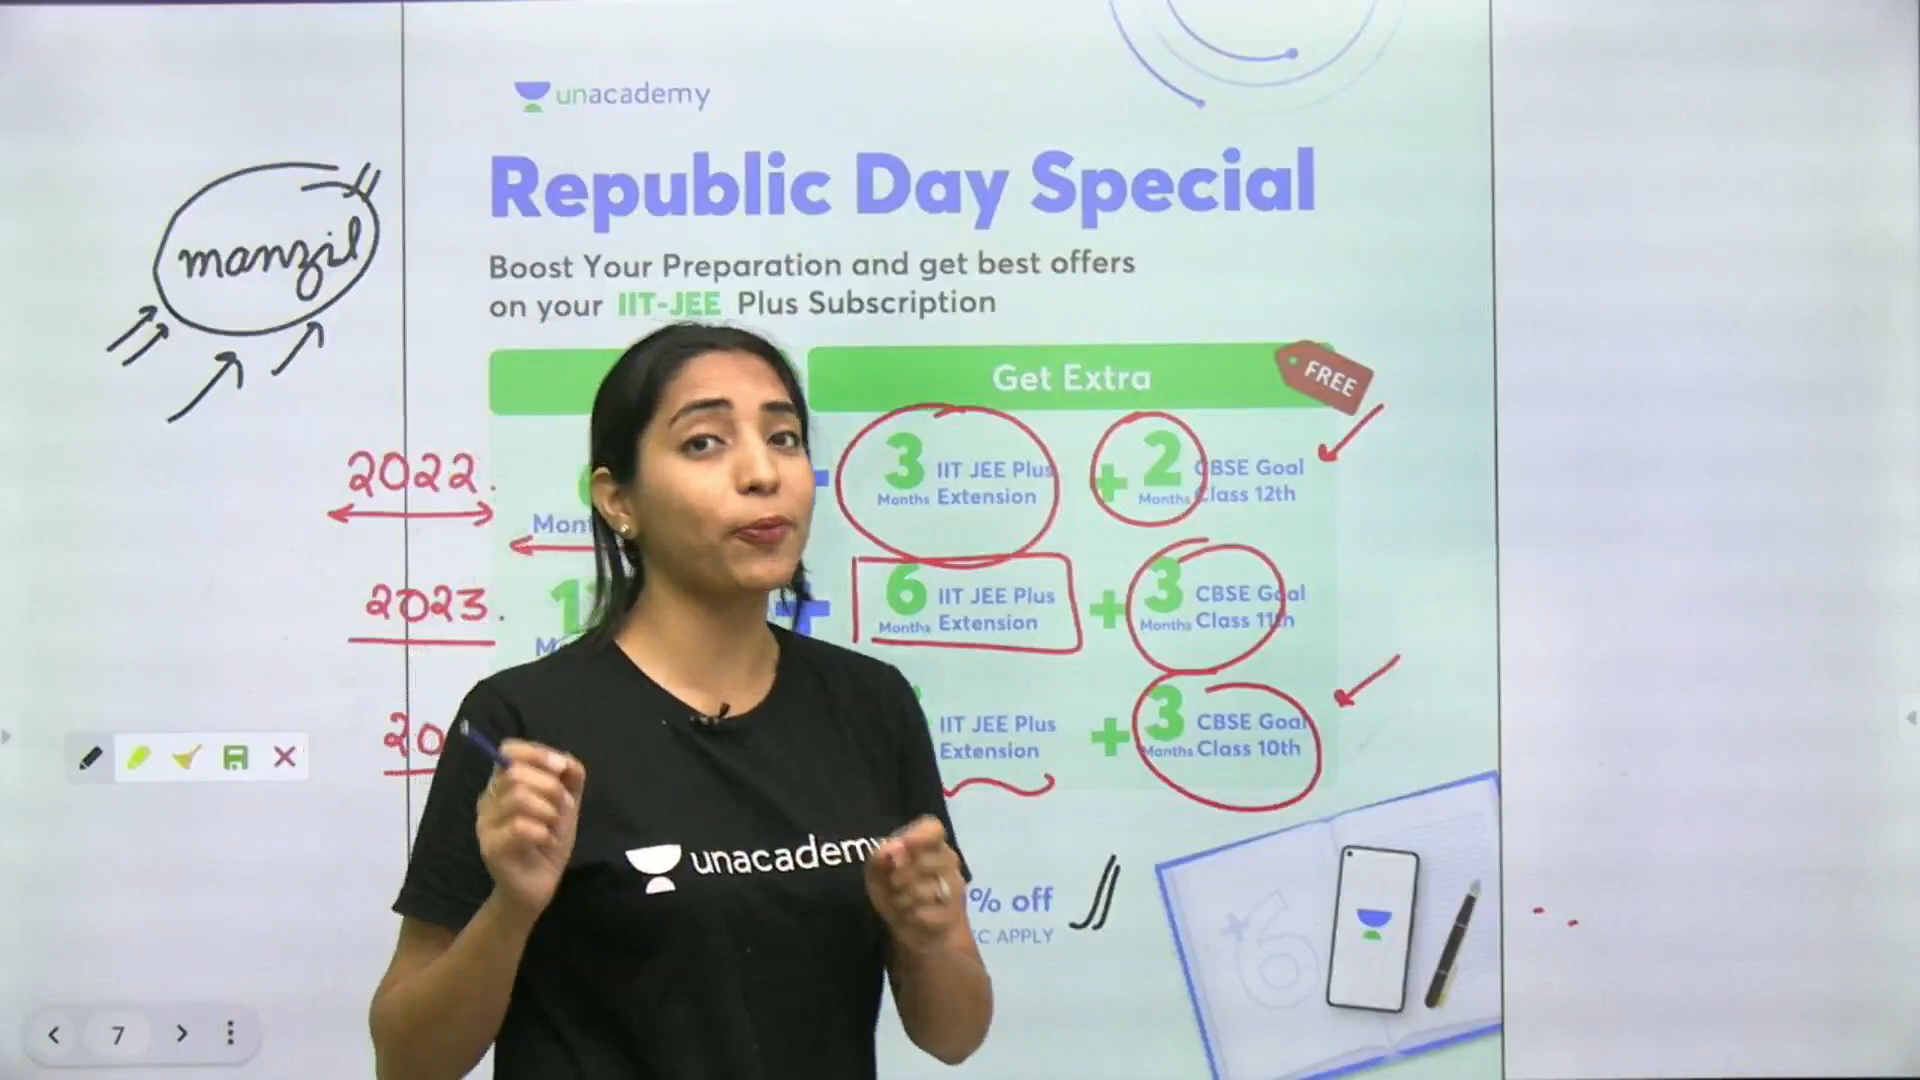 unacademy
Republic Day Special
Boost Your Preparation and get best offers
on your IIT-JEE Plus Subscription
manzil
Get Extra
FREE
2022.
3 Months IIT JEE Plus Extension + 2 Months CBSE Goal Class 12th
2023.
+ 6 Months IIT JEE Plus Extension + 3 Months CBSE Goal Class 11th
IIT JEE Plus Extension + 3 Months CBSE Goal Class 10th
unacademy
% off
APPLY
+6
7